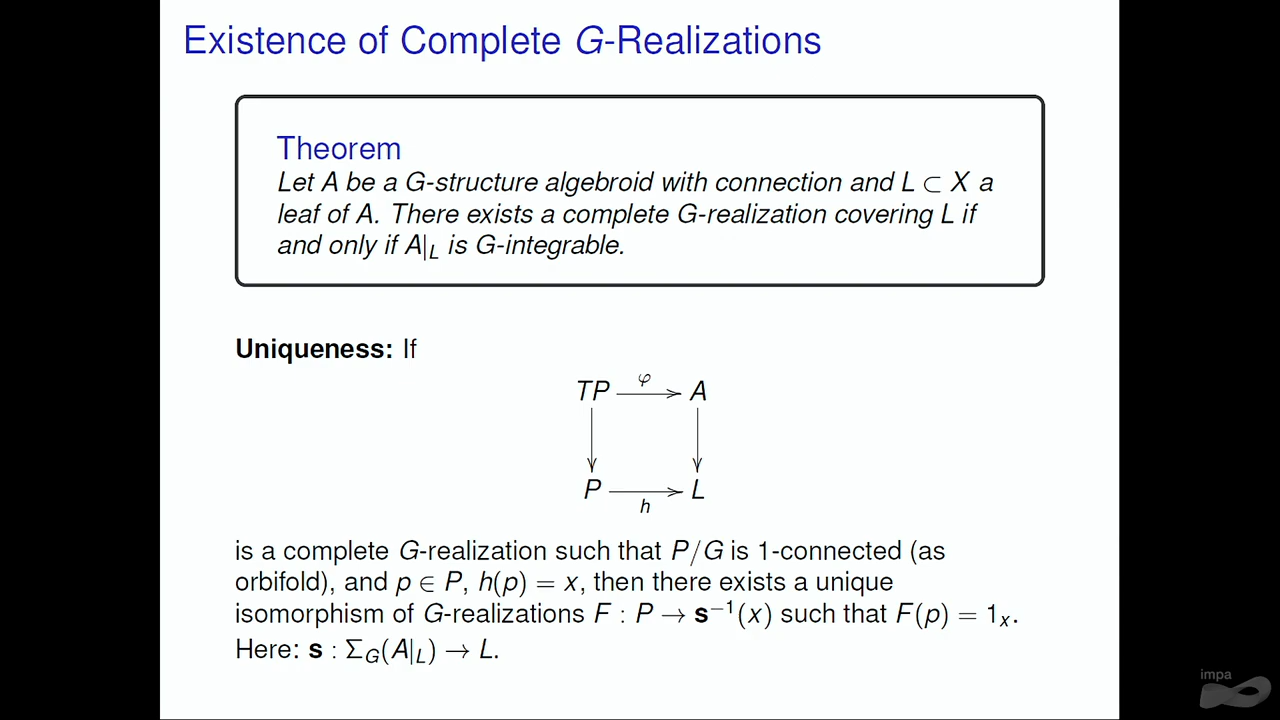 Existence of Complete G-Realizations
Theorem
Let A be a G-structure algebroid with connection and L ⊂ X a
leaf of A. There exists a complete G-realization covering L if
and only if A|_L is G-integrable.
Uniqueness: If
φ
TP A
P L
h
is a complete G-realization such that P/G is 1-connected (as
orbifold), and p ∈ P, h(p) = x, then there exists a unique
isomorphism of G-realizations F : P → s⁻¹(x) such that F(p) = 1ₓ.
Here: s : Σ_G(A|_L) → L.
impa